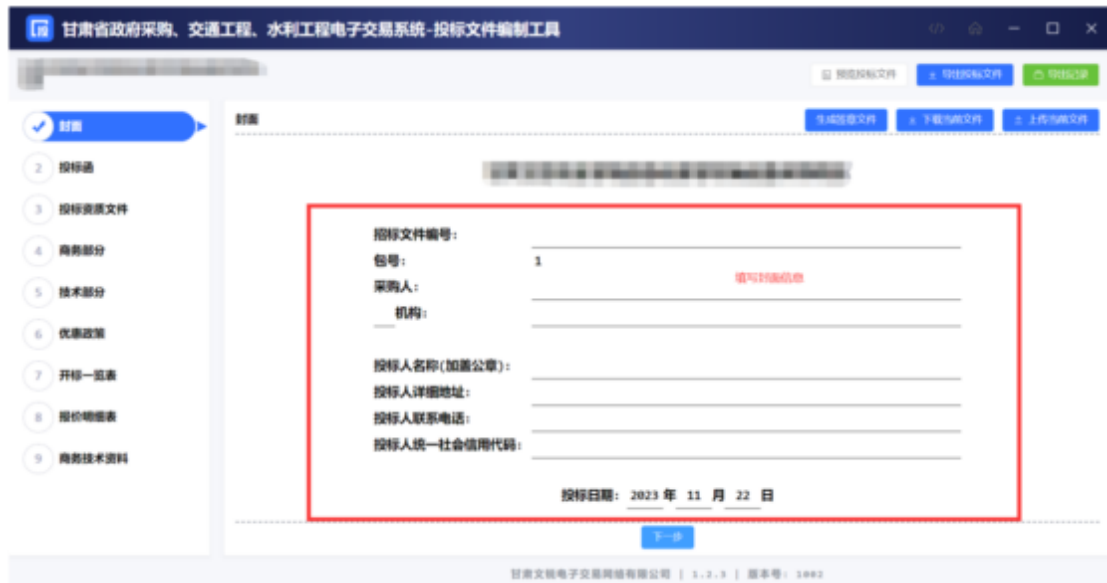 甘肃省政府采购、交通工程、水利工程电子交易系统-投标文件编制工具
预览投标文件
导出投标文件
导出记录
封面
封面
生成签章文件
下载当前文件
上传当前文件
2 投标函
3 投标资质文件
4 商务部分
5 技术部分
6 优惠政策
7 开标一览表
8 报价明细表
9 商务技术资料
招标文件编号:
包号: 1
填写封面信息
采购人:
机构:
投标人名称(加盖公章):
投标人详细地址:
投标人联系电话:
投标人统一社会信用代码:
投标日期: 2023 年 11 月 22 日
下一步
甘肃文锐电子交易网络有限公司 | 1.2.3 | 版本号: 1002